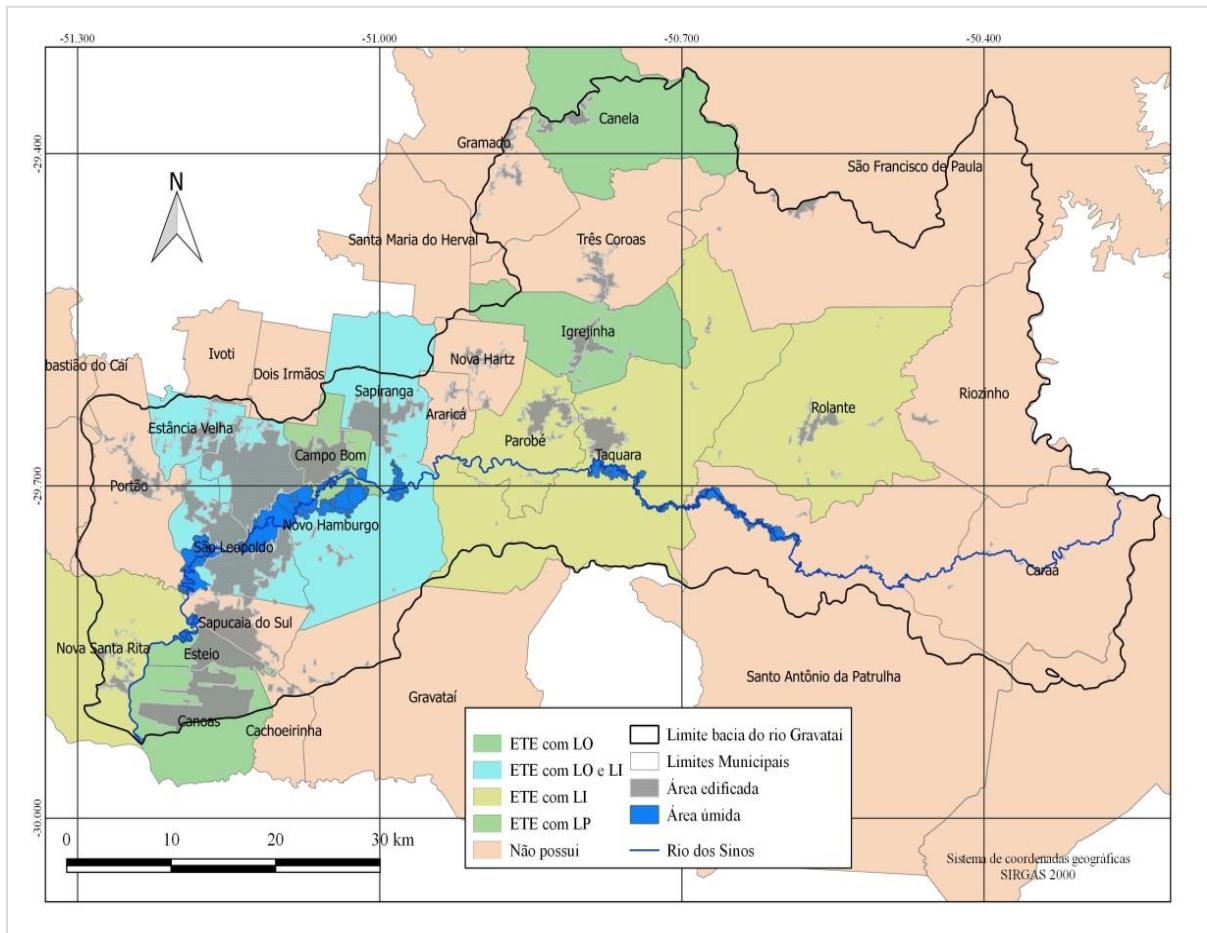 -51.300
-51.000
-50.700
-50.400
-29.400
-29.700
-30.000
N
Canela
Gramado
São Francisco de Paula
Santa Maria do Herval
Três Coroas
Igrejinha
Ivoti
Dois Irmãos
Nova Hartz
bastião do Caí
Sapiranga
Riozinho
Araricá
Rolante
Estância Velha
Parobé
Campo Bom
Taquara
Portão
Novo Hamburgo
São Leopoldo
Caraá
Sapucaia do Sul
Nova Santa Rita
Esteio
Santo Antônio da Patrulha
Gravataí
Canoas
Cachoeirinha
ETE com LO
ETE com LO e LI
ETE com LI
ETE com LP
Não possui
Limite bacia do rio Gravataí
Limites Municipais
Área edificada
Área úmida
Rio dos Sinos
0 10 20 30 km
Sistema de coordenadas geográficas
SIRGAS 2000